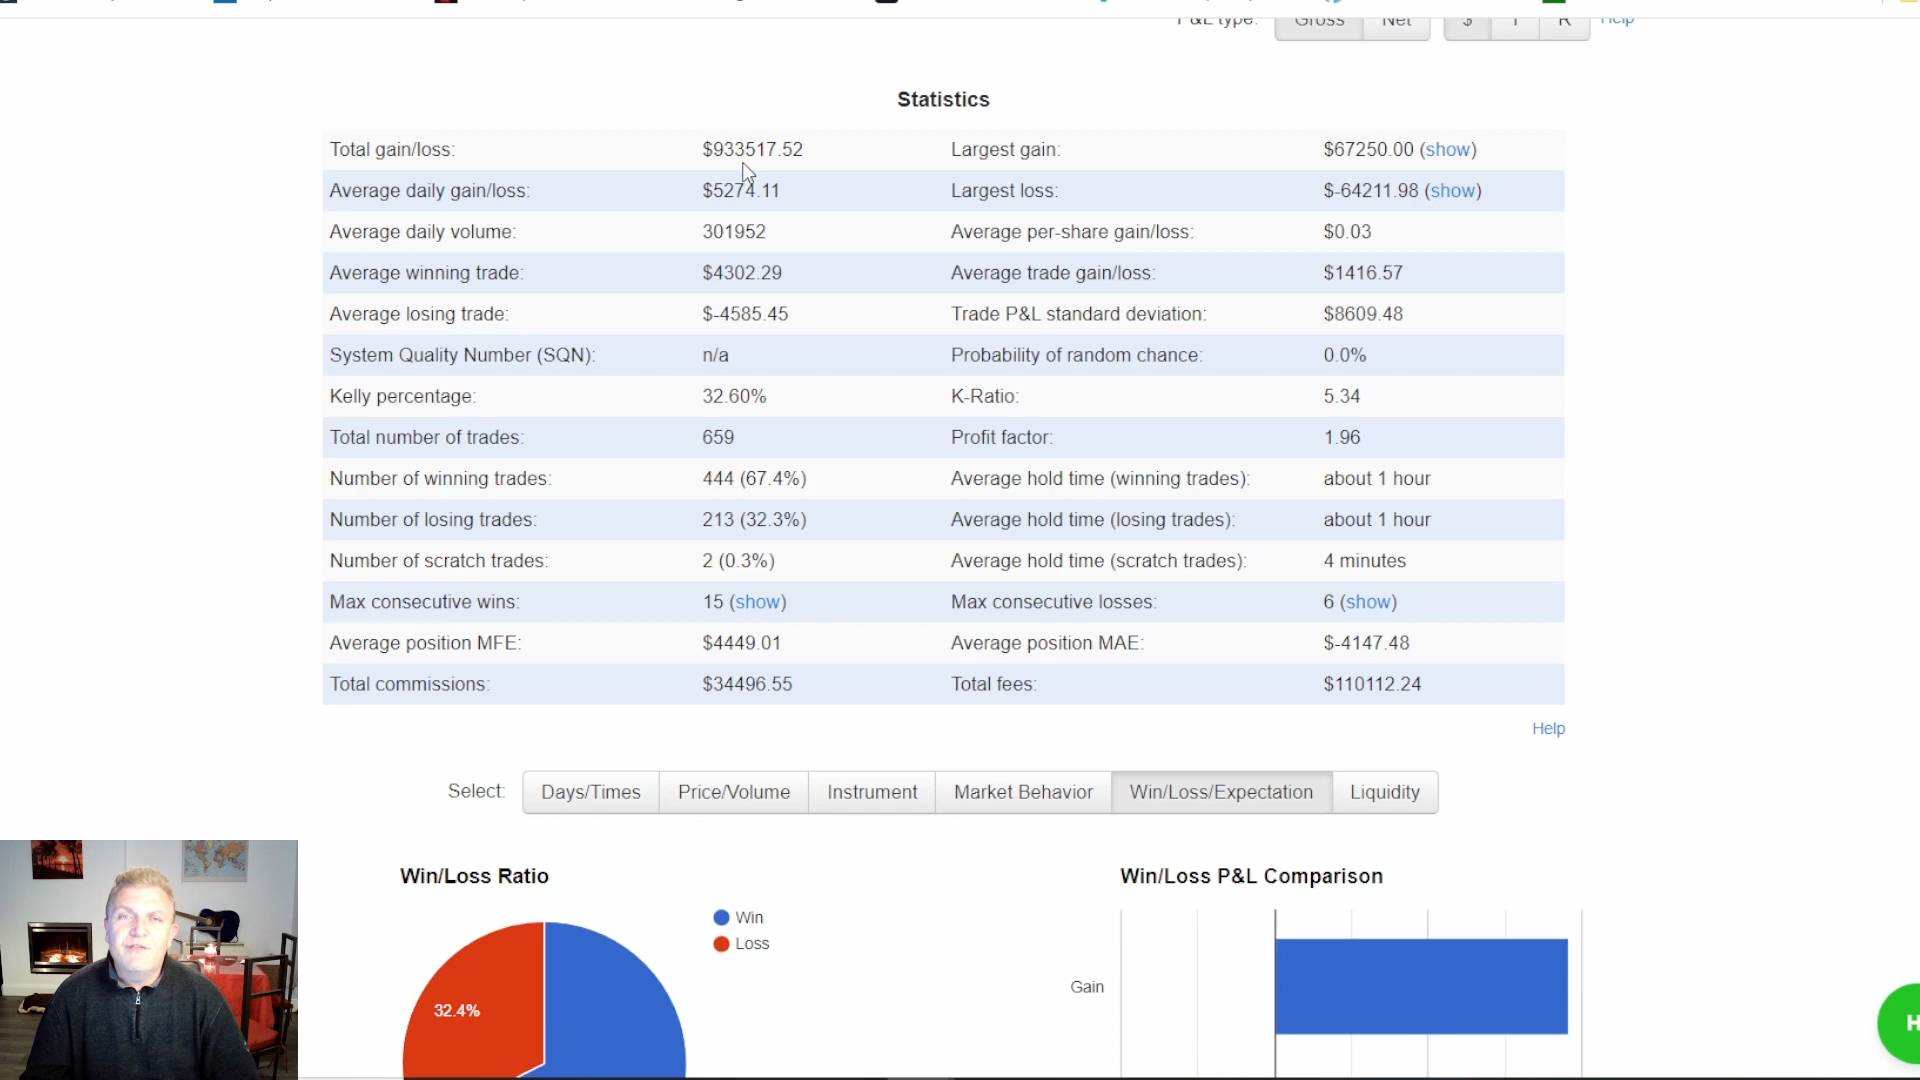 P&L type: Gross Net $ T R Help
Statistics
Total gain/loss: $933517.52 Largest gain: $67250.00 (show)
Average daily gain/loss: $5274.11 Largest loss: $-64211.98 (show)
Average daily volume: 301952 Average per-share gain/loss: $0.03
Average winning trade: $4302.29 Average trade gain/loss: $1416.57
Average losing trade: $-4585.45 Trade P&L standard deviation: $8609.48
System Quality Number (SQN): n/a Probability of random chance: 0.0%
Kelly percentage: 32.60% K-Ratio: 5.34
Total number of trades: 659 Profit factor: 1.96
Number of winning trades: 444 (67.4%) Average hold time (winning trades): about 1 hour
Number of losing trades: 213 (32.3%) Average hold time (losing trades): about 1 hour
Number of scratch trades: 2 (0.3%) Average hold time (scratch trades): 4 minutes
Max consecutive wins: 15 (show) Max consecutive losses: 6 (show)
Average position MFE: $4449.01 Average position MAE: $-4147.48
Total commissions: $34496.55 Total fees: $110112.24
Help
Select: Days/Times Price/Volume Instrument Market Behavior Win/Loss/Expectation Liquidity
Win/Loss Ratio Win/Loss P&L Comparison
Win
Loss
Gain
32.4%